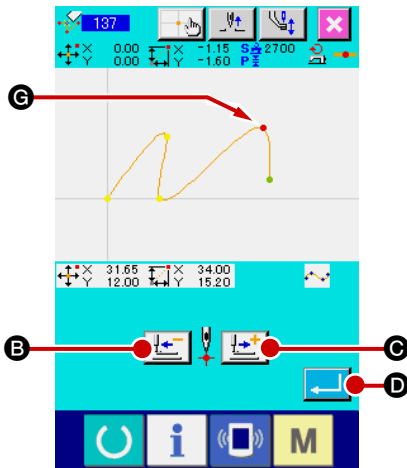 137
X 0.00 X -1.15 S 2700
Y 0.00 Y -1.60 P
G
X 31.65 X 34.00
Y 12.00 Y 15.20
B
C
D
i M